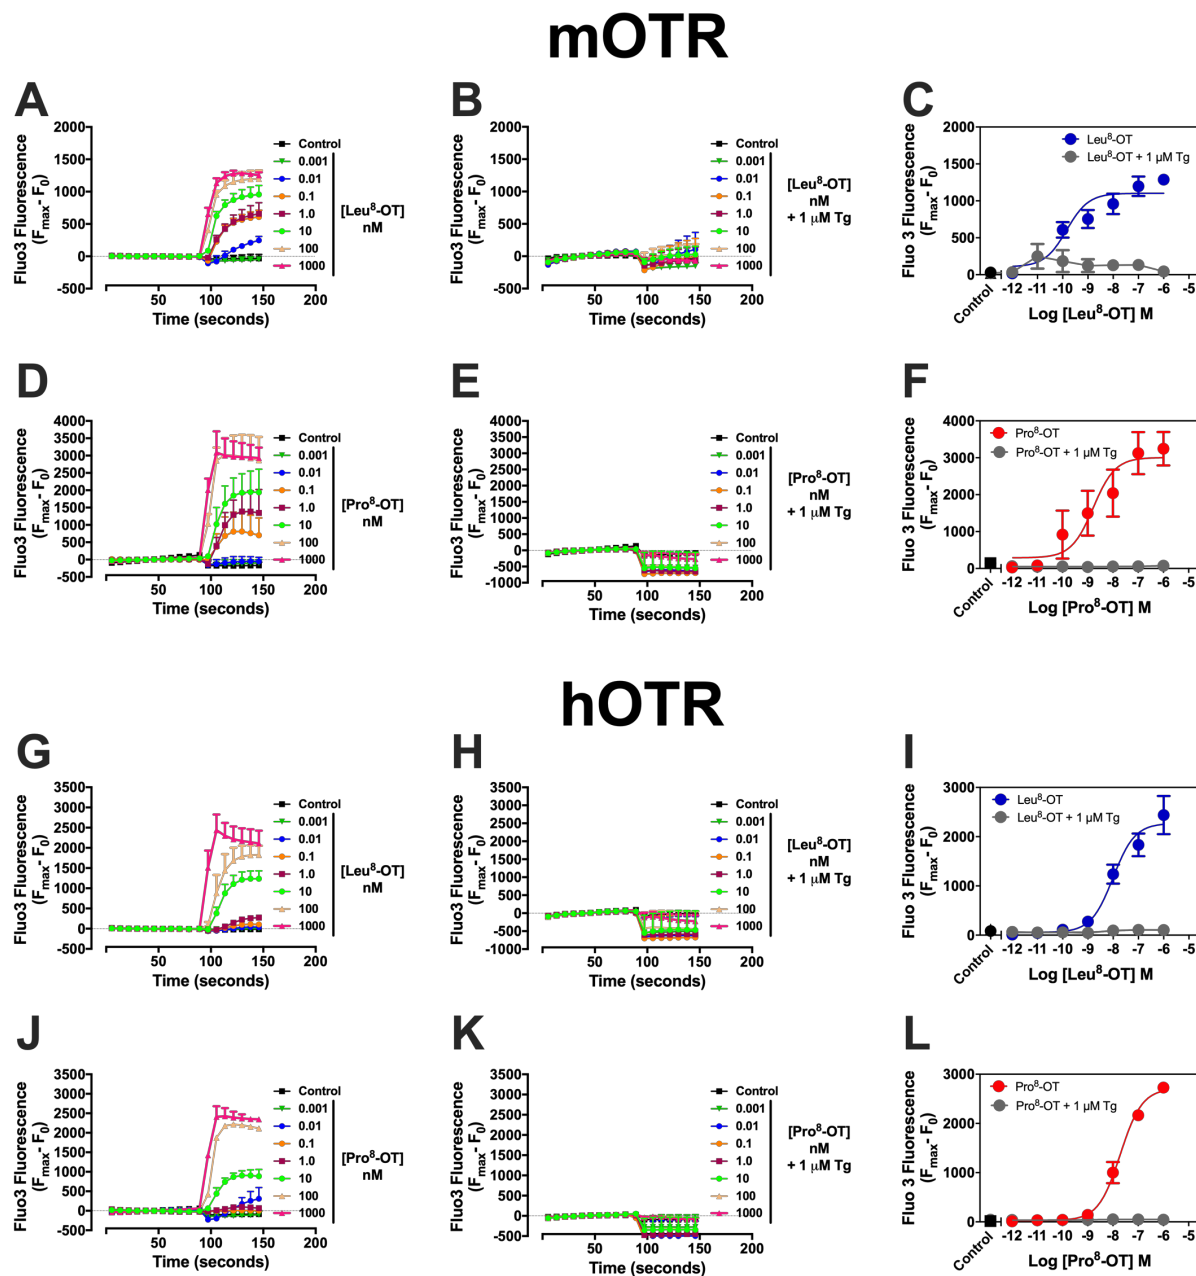 mOTR
A
Fluo3 Fluorescence
(Fmax- F0)
2000
1500
1000
500
0
-500
50
100
150
200
Time (seconds)
Control
0.001
0.01
0.1
1.0
10
100
1000
[Leu8-OT]
nM
B
Fluo3 Fluorescence
(Fmax- F0)
2000
1500
1000
500
0
-500
50
100
150
200
Time (seconds)
Control
0.001
0.01
0.1
1.0
10
100
1000
[Leu8-OT]
nM
+ 1 μM Tg
C
Fluo 3 Fluorescence
(Fmax- F0)
2000
1500
1000
500
0
Leu8-OT
Leu8-OT + 1 μM Tg
Control
-12 -11 -10 -9 -8 -7 -6 -5
Log [Leu8-OT] M
D
Fluo3 Fluorescence
(Fmax- F0)
4000
3500
3000
2500
2000
1500
1000
500
0
-500
50
100
150
200
Time (seconds)
Control
0.001
0.01
0.1
1.0
10
100
1000
[Pro8-OT]
nM
E
Fluo3 Fluorescence
(Fmax- F0)
4000
3500
3000
2500
2000
1500
1000
500
0
-500
-1000
50
100
150
200
Time (seconds)
Control
0.001
0.01
0.1
1.0
10
100
1000
[Pro8-OT]
nM
+ 1 μM Tg
F
Fluo 3 Fluorescence
(Fmax- F0)
4000
3000
2000
1000
0
Pro8-OT
Pro8-OT + 1 μM Tg
Control
-12 -11 -10 -9 -8 -7 -6 -5
Log [Pro8-OT] M
hOTR
G
Fluo3 Fluorescence
(Fmax- F0)
3500
3000
2500
2000
1500
1000
500
0
-500
50
100
150
200
Time (seconds)
Control
0.001
0.01
0.1
1.0
10
100
1000
[Leu8-OT]
nM
H
Fluo3 Fluorescence
(Fmax- F0)
3500
3000
2500
2000
1500
1000
500
0
-500
-1000
50
100
150
200
Time (seconds)
Control
0.001
0.01
0.1
1.0
10
100
1000
[Leu8-OT]
nM
+ 1 μM Tg
I
Fluo 3 Fluorescence
(Fmax- F0)
3000
2000
1000
0
Leu8-OT
Leu8-OT + 1 μM Tg
Control
-12 -11 -10 -9 -8 -7 -6 -5
Log [Leu8-OT] M
J
Fluo3 Fluorescence
(Fmax- F0)
3500
3000
2500
2000
1500
1000
500
0
-500
50
100
150
200
Time (seconds)
Control
0.001
0.01
0.1
1.0
10
100
1000
[Pro8-OT]
nM
K
Fluo3 Fluorescence
(Fmax- F0)
3500
3000
2500
2000
1500
1000
500
0
-500
50
100
150
200
Time (seconds)
Control
0.001
0.01
0.1
1.0
10
100
1000
[Pro8-OT]
nM
+ 1 μM Tg
L
Fluo 3 Fluorescence
(Fmax- F0)
3000
2000
1000
0
Pro8-OT
Pro8-OT + 1 μM Tg
Control
-12 -11 -10 -9 -8 -7 -6 -5
Log [Pro8-OT] M